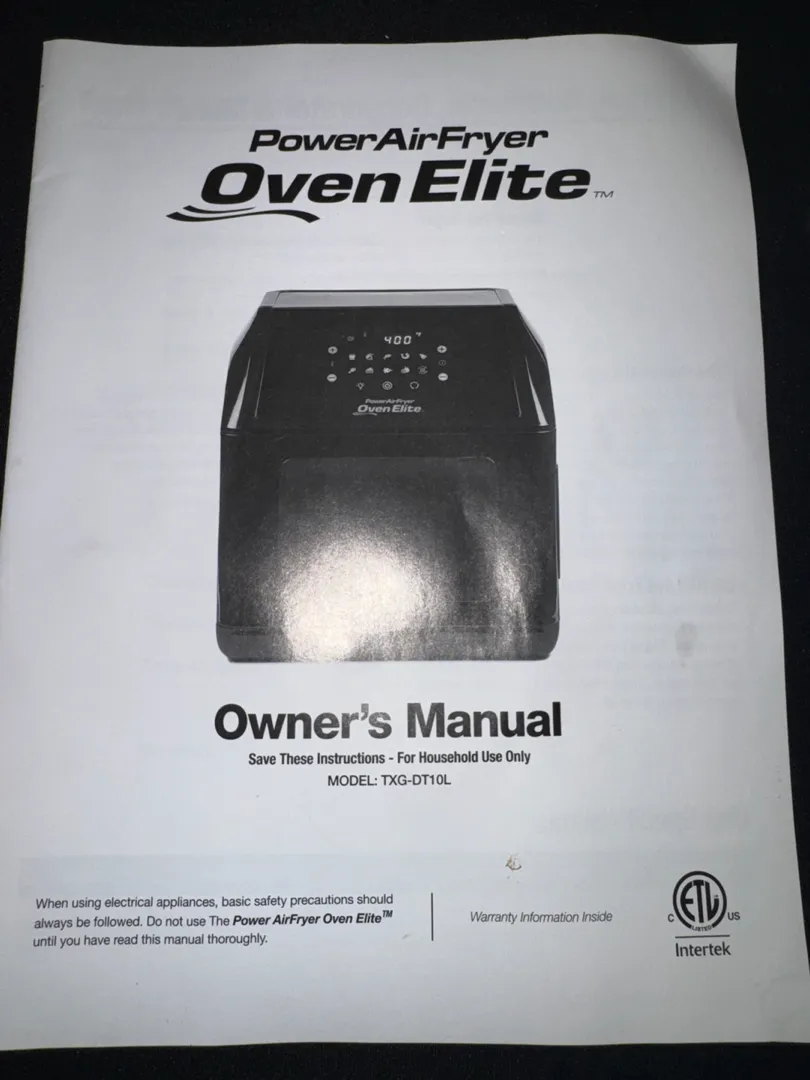 PowerAirFryer
Oven Elite™
400°F
PowerAirFryer
Oven Elite
Owner's Manual
Save These Instructions - For Household Use Only
MODEL: TXG-DT10L
When using electrical appliances, basic safety precautions should
always be followed. Do not use The Power AirFryer Oven Elite™
until you have read this manual thoroughly.
Warranty Information Inside
ETL
LISTED
C US
Intertek